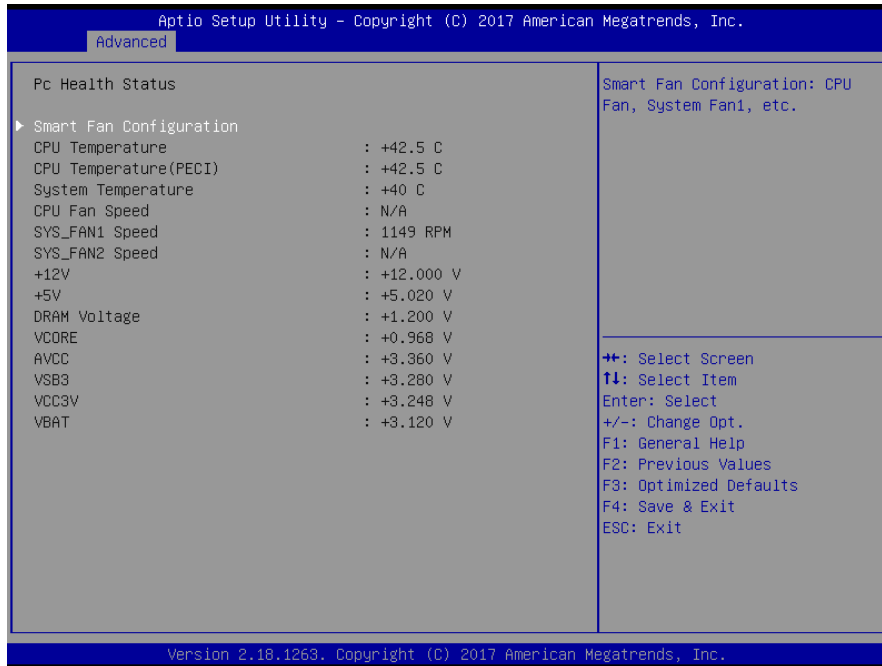 Aptio Setup Utility – Copyright (C) 2017 American Megatrends, Inc.
Advanced
Pc Health Status
Smart Fan Configuration
CPU Temperature : +42.5 C
CPU Temperature(PECI) : +42.5 C
System Temperature : +40 C
CPU Fan Speed : N/A
SYS_FAN1 Speed : 1149 RPM
SYS_FAN2 Speed : N/A
+12V : +12.000 V
+5V : +5.020 V
DRAM Voltage : +1.200 V
VCORE : +0.968 V
AVCC : +3.360 V
VSB3 : +3.280 V
VCC3V : +3.248 V
VBAT : +3.120 V
Smart Fan Configuration: CPU
Fan, System Fan1, etc.
→←: Select Screen
↑↓: Select Item
Enter: Select
+/-: Change Opt.
F1: General Help
F2: Previous Values
F3: Optimized Defaults
F4: Save & Exit
ESC: Exit
Version 2.18.1263. Copyright (C) 2017 American Megatrends, Inc.